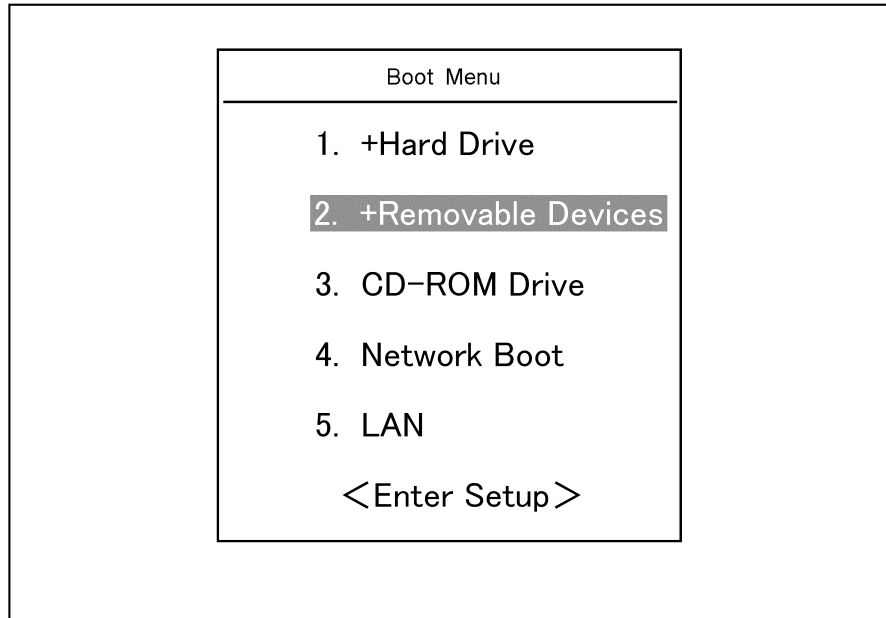 Boot Menu
1. +Hard Drive
2. +Removable Devices
3. CD-ROM Drive
4. Network Boot
5. LAN
<Enter Setup>